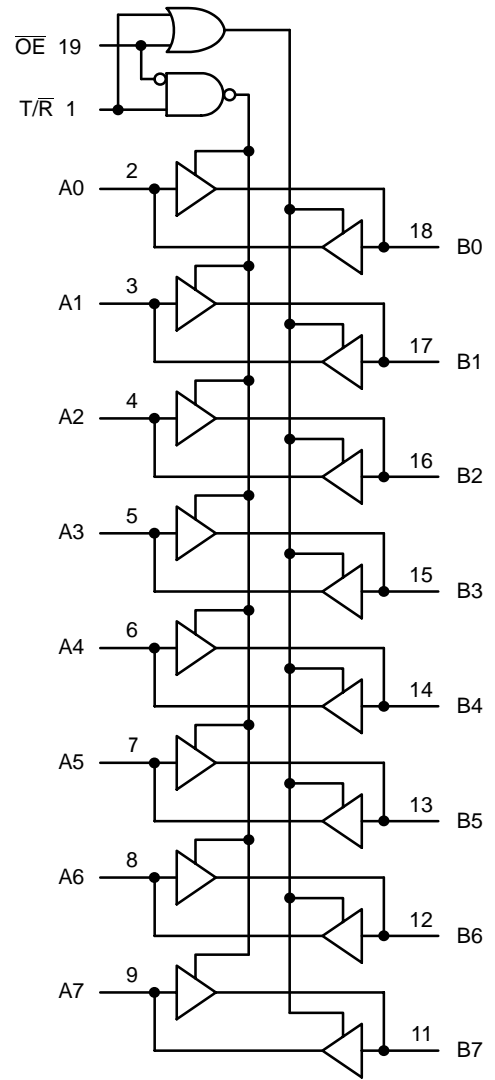 O̅E̅ 19
T/R̅ 1
A0 2
18 B0
A1 3
17 B1
A2 4
16 B2
A3 5
15 B3
A4 6
14 B4
A5 7
13 B5
A6 8
12 B6
A7 9
11 B7